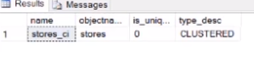 Results Messages
name objectna... is_uniq... type_desc
1 stores_ci stores 0 CLUSTERED